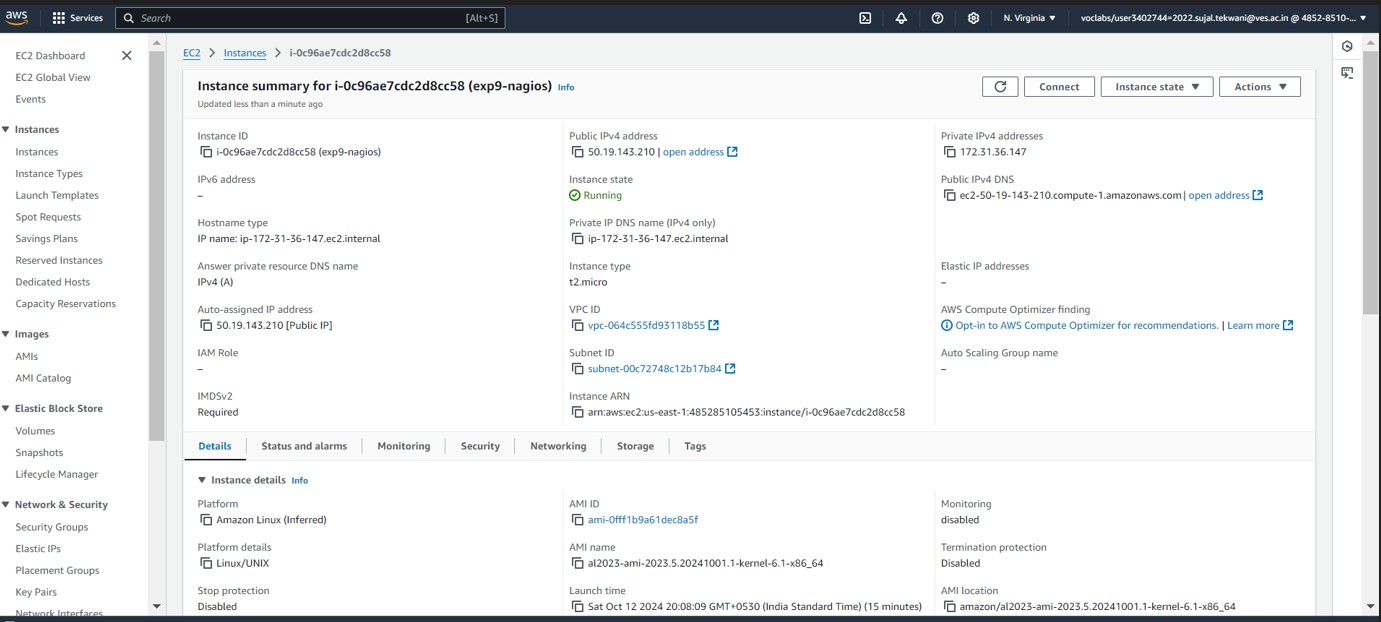 aws
Services
Search
[Alt+S]
N. Virginia
voclabs/user3402744=2022.sujal.tekwani@ves.ac.in @ 4852-8510-...
EC2 Dashboard
EC2 Global View
Events
Instances
Instances
Instance Types
Launch Templates
Spot Requests
Savings Plans
Reserved Instances
Dedicated Hosts
Capacity Reservations
Images
AMIs
AMI Catalog
Elastic Block Store
Volumes
Snapshots
Lifecycle Manager
Network & Security
Security Groups
Elastic IPs
Placement Groups
Key Pairs
Network Interfaces
EC2 > Instances > i-0c96ae7cdc2d8cc58
Instance summary for i-0c96ae7cdc2d8cc58 (exp9-nagios) Info
Updated less than a minute ago
Connect
Instance state
Actions
Instance ID
i-0c96ae7cdc2d8cc58 (exp9-nagios)
Public IPv4 address
50.19.143.210 | open address
Private IPv4 addresses
172.31.36.147
IPv6 address
–
Instance state
Running
Public IPv4 DNS
ec2-50-19-143-210.compute-1.amazonaws.com | open address
Hostname type
IP name: ip-172-31-36-147.ec2.internal
Private IP DNS name (IPv4 only)
ip-172-31-36-147.ec2.internal
Answer private resource DNS name
IPv4 (A)
Instance type
t2.micro
Elastic IP addresses
–
Auto-assigned IP address
50.19.143.210 [Public IP]
VPC ID
vpc-064c555fd93118b55
AWS Compute Optimizer finding
Opt-in to AWS Compute Optimizer for recommendations. | Learn more
IAM Role
–
Subnet ID
subnet-00c72748c12b17b84
Auto Scaling Group name
–
IMDSv2
Required
Instance ARN
arn:aws:ec2:us-east-1:485285105453:instance/i-0c96ae7cdc2d8cc58
Details
Status and alarms
Monitoring
Security
Networking
Storage
Tags
Instance details Info
Platform
Amazon Linux (Inferred)
AMI ID
ami-0fff1b9a61dec8a5f
Monitoring
disabled
Platform details
Linux/UNIX
AMI name
al2023-ami-2023.5.20241001.1-kernel-6.1-x86_64
Termination protection
Disabled
Stop protection
Disabled
Launch time
Sat Oct 12 2024 20:08:09 GMT+0530 (India Standard Time) (15 minutes)
AMI location
amazon/al2023-ami-2023.5.20241001.1-kernel-6.1-x86_64